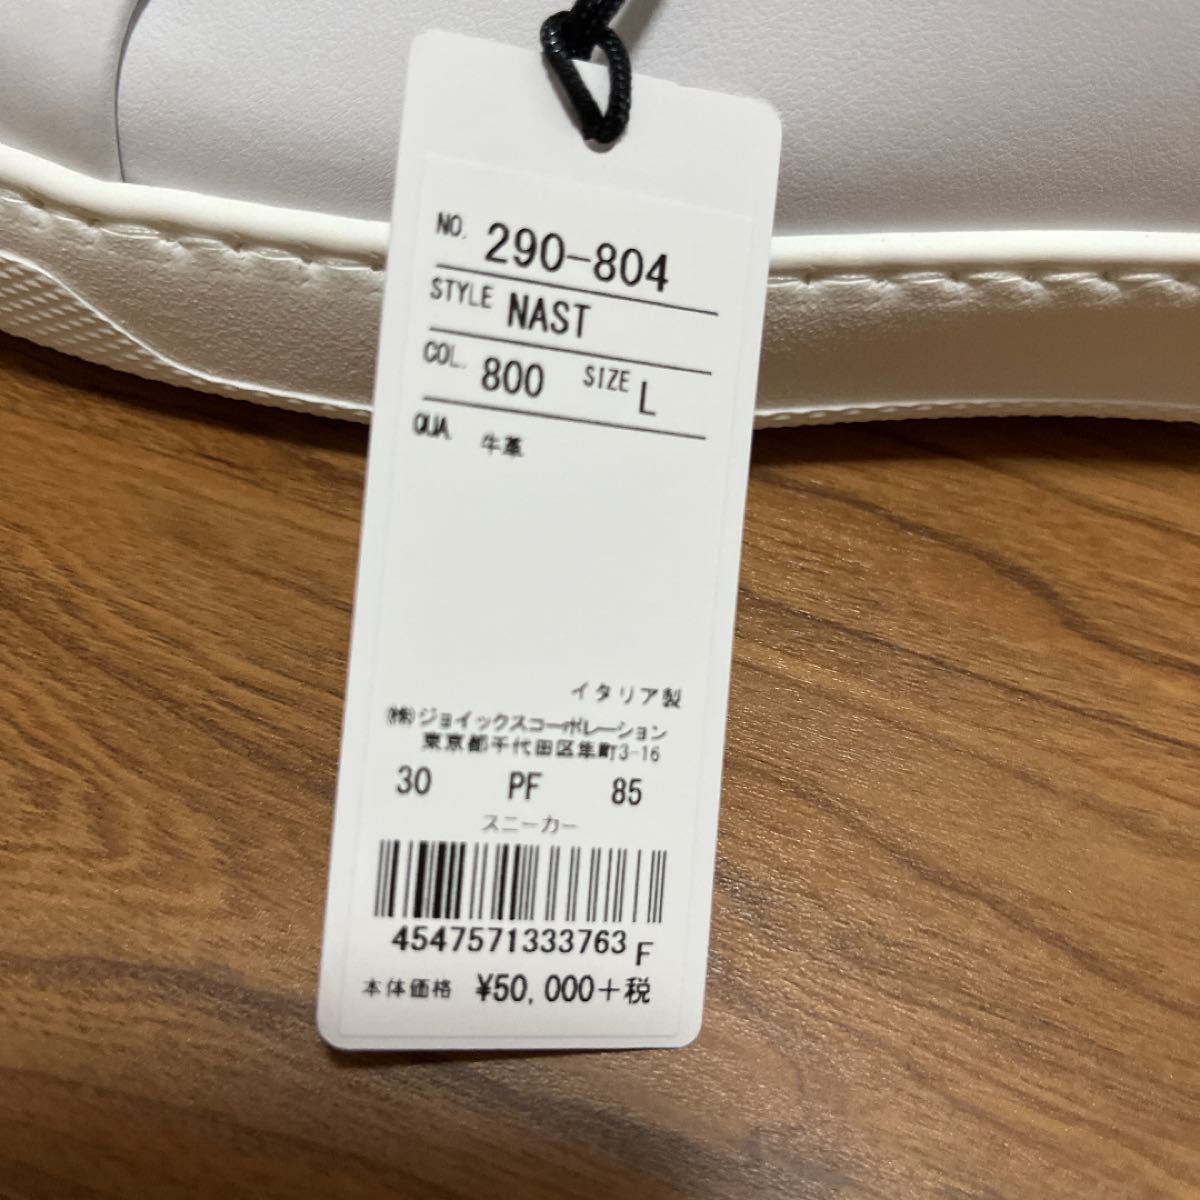 NO. 290-804
STYLE NAST
COL. 800 SIZE L
QUA 牛革
イタリア製
㈱ジョイックスコーポレーション
東京都千代田区隼町3-16
30 PF 85
スニーカー
4547571333763 F
本体価格 ¥50,000+税